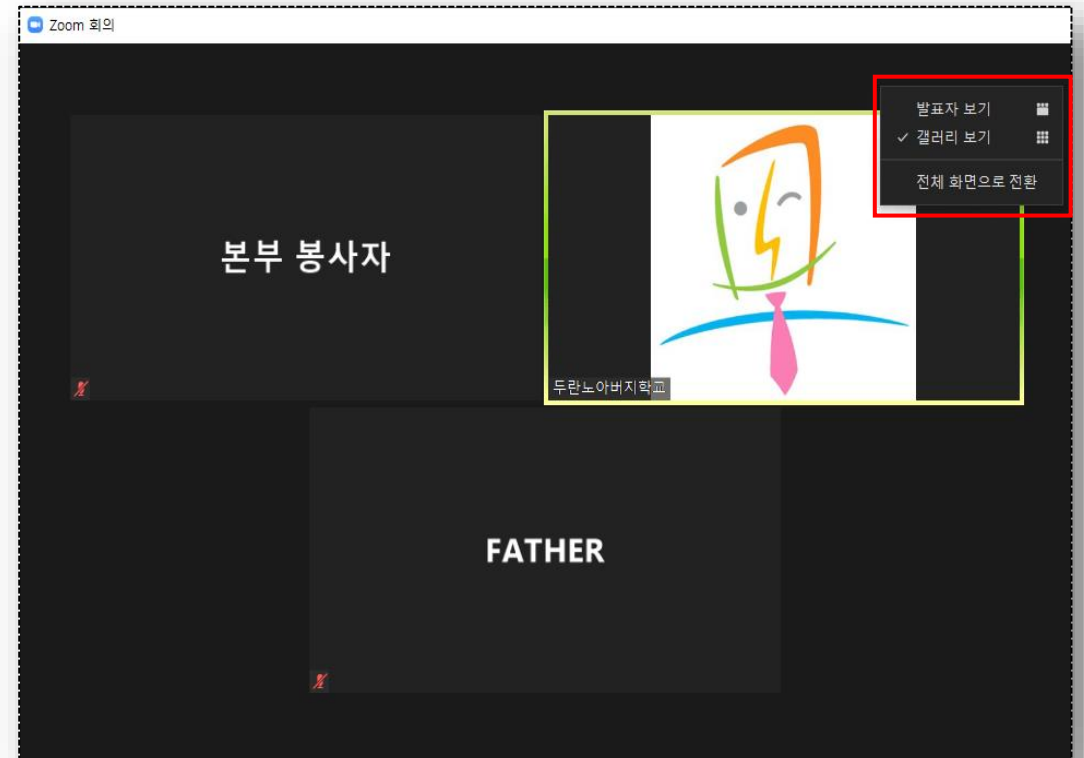 Zoom 회의
발표자 보기
갤러리 보기
전체 화면으로 전환
본부 봉사자
두란노아버지학교
FATHER